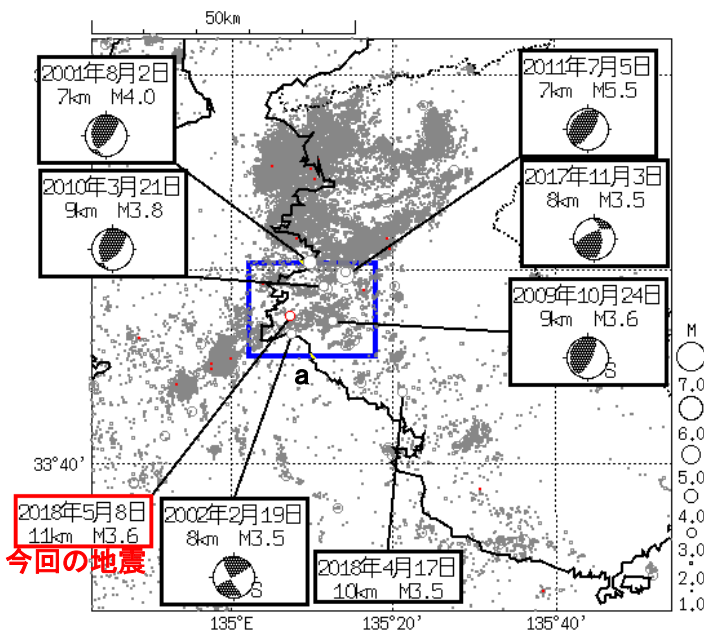 50km
2001年8月2日
7km M4.0
2011年7月5日
7km M5.5
2010年3月21日
9km M3.8
2017年11月3日
8km M3.5
2009年10月24日
9km M3.6
S
M
7.0
6.0
5.0
4.0
3.0
2.0
1.0
a
33°40'
2018年5月8日
11km M3.6
今回の地震
2002年2月19日
8km M3.5
S
2018年4月17日
10km M3.5
135°E
135°20'
135°40'